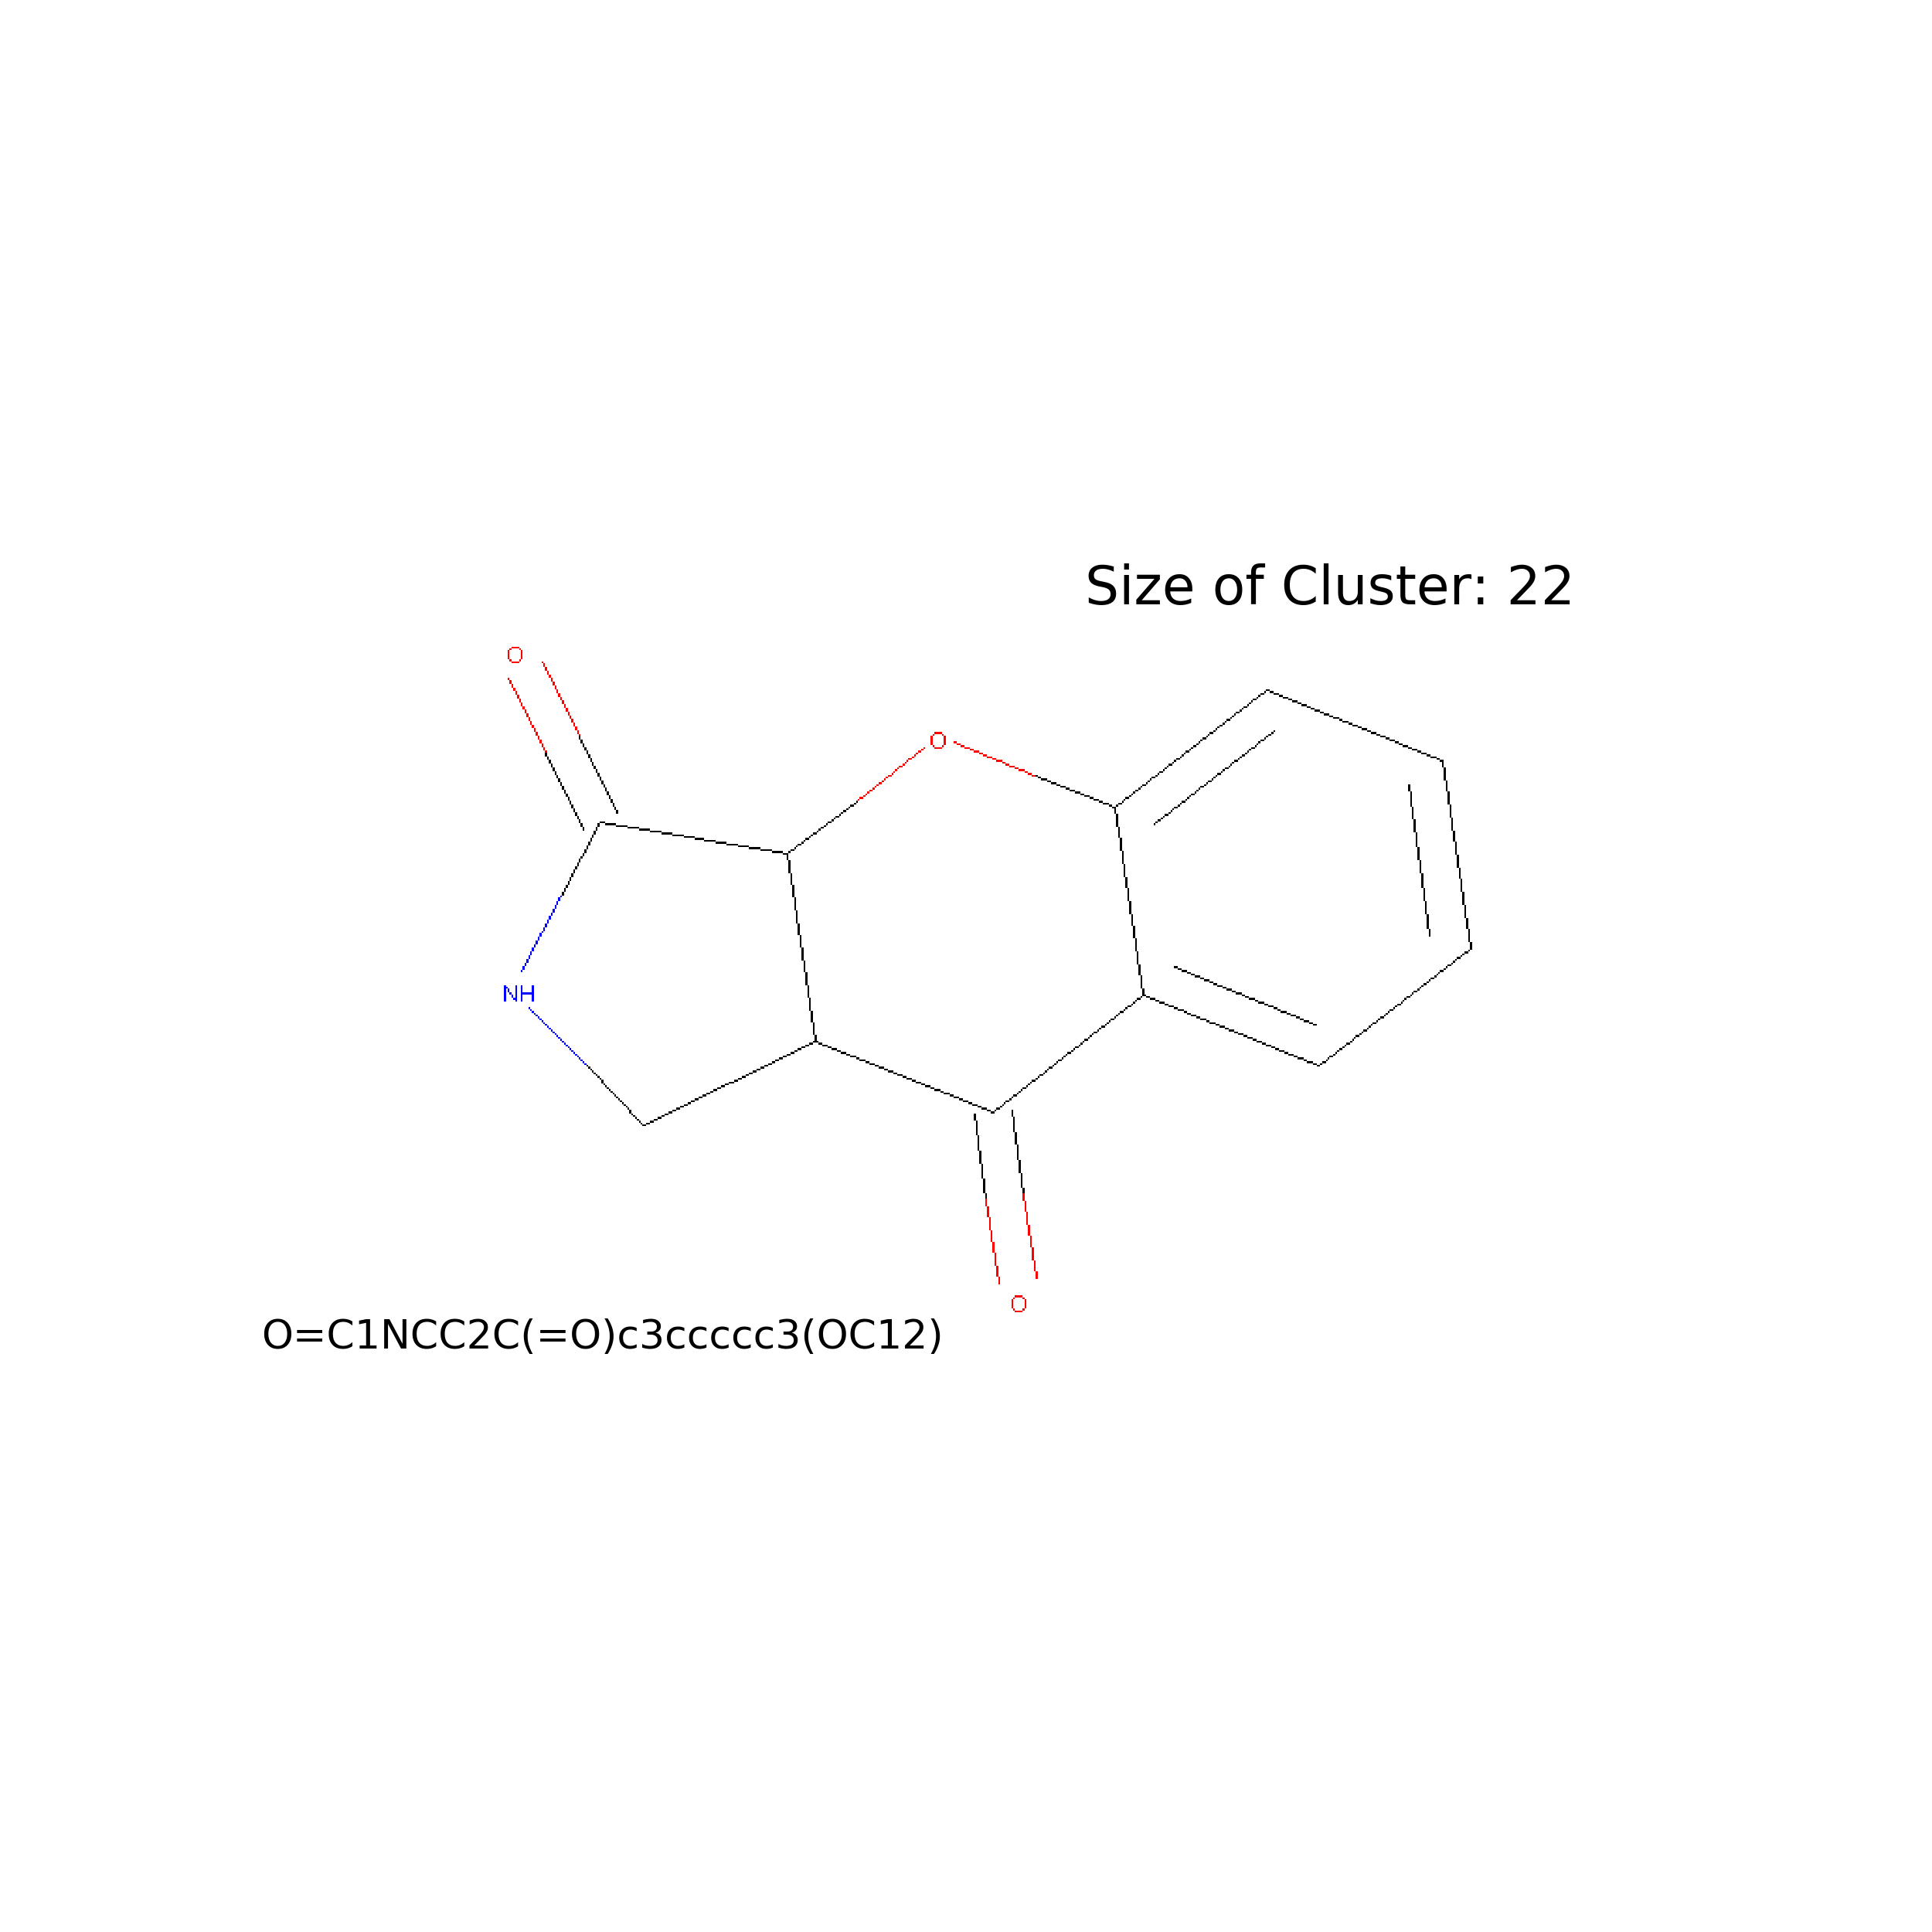 Size of Cluster: 22
O
O
NH
O
O=C1NCC2C(=O)c3ccccc3(OC12)